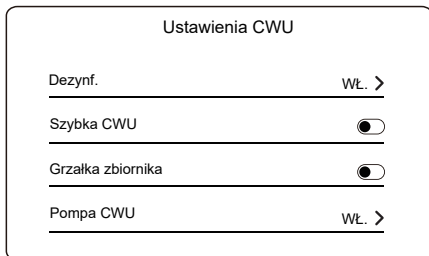 Ustawienia CWU
Dezynf. WŁ.
Szybka CWU
Grzałka zbiornika
Pompa CWU WŁ.